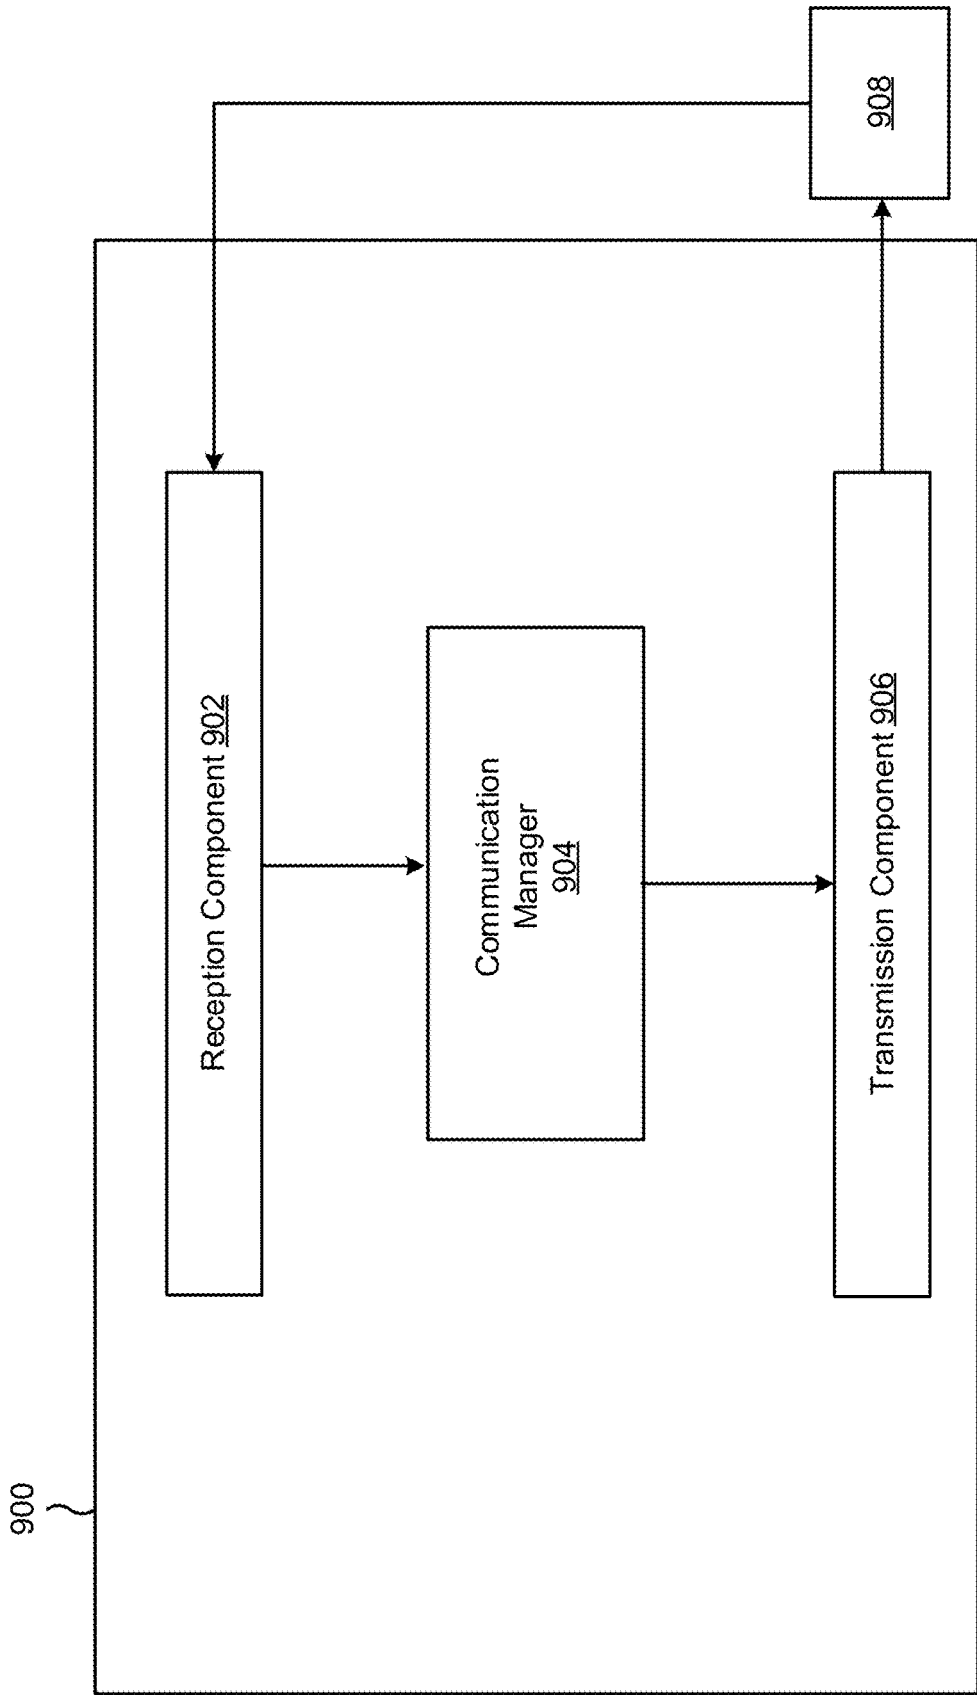 900
Reception Component 902
Communication
Manager
904
Transmission Component 906
908